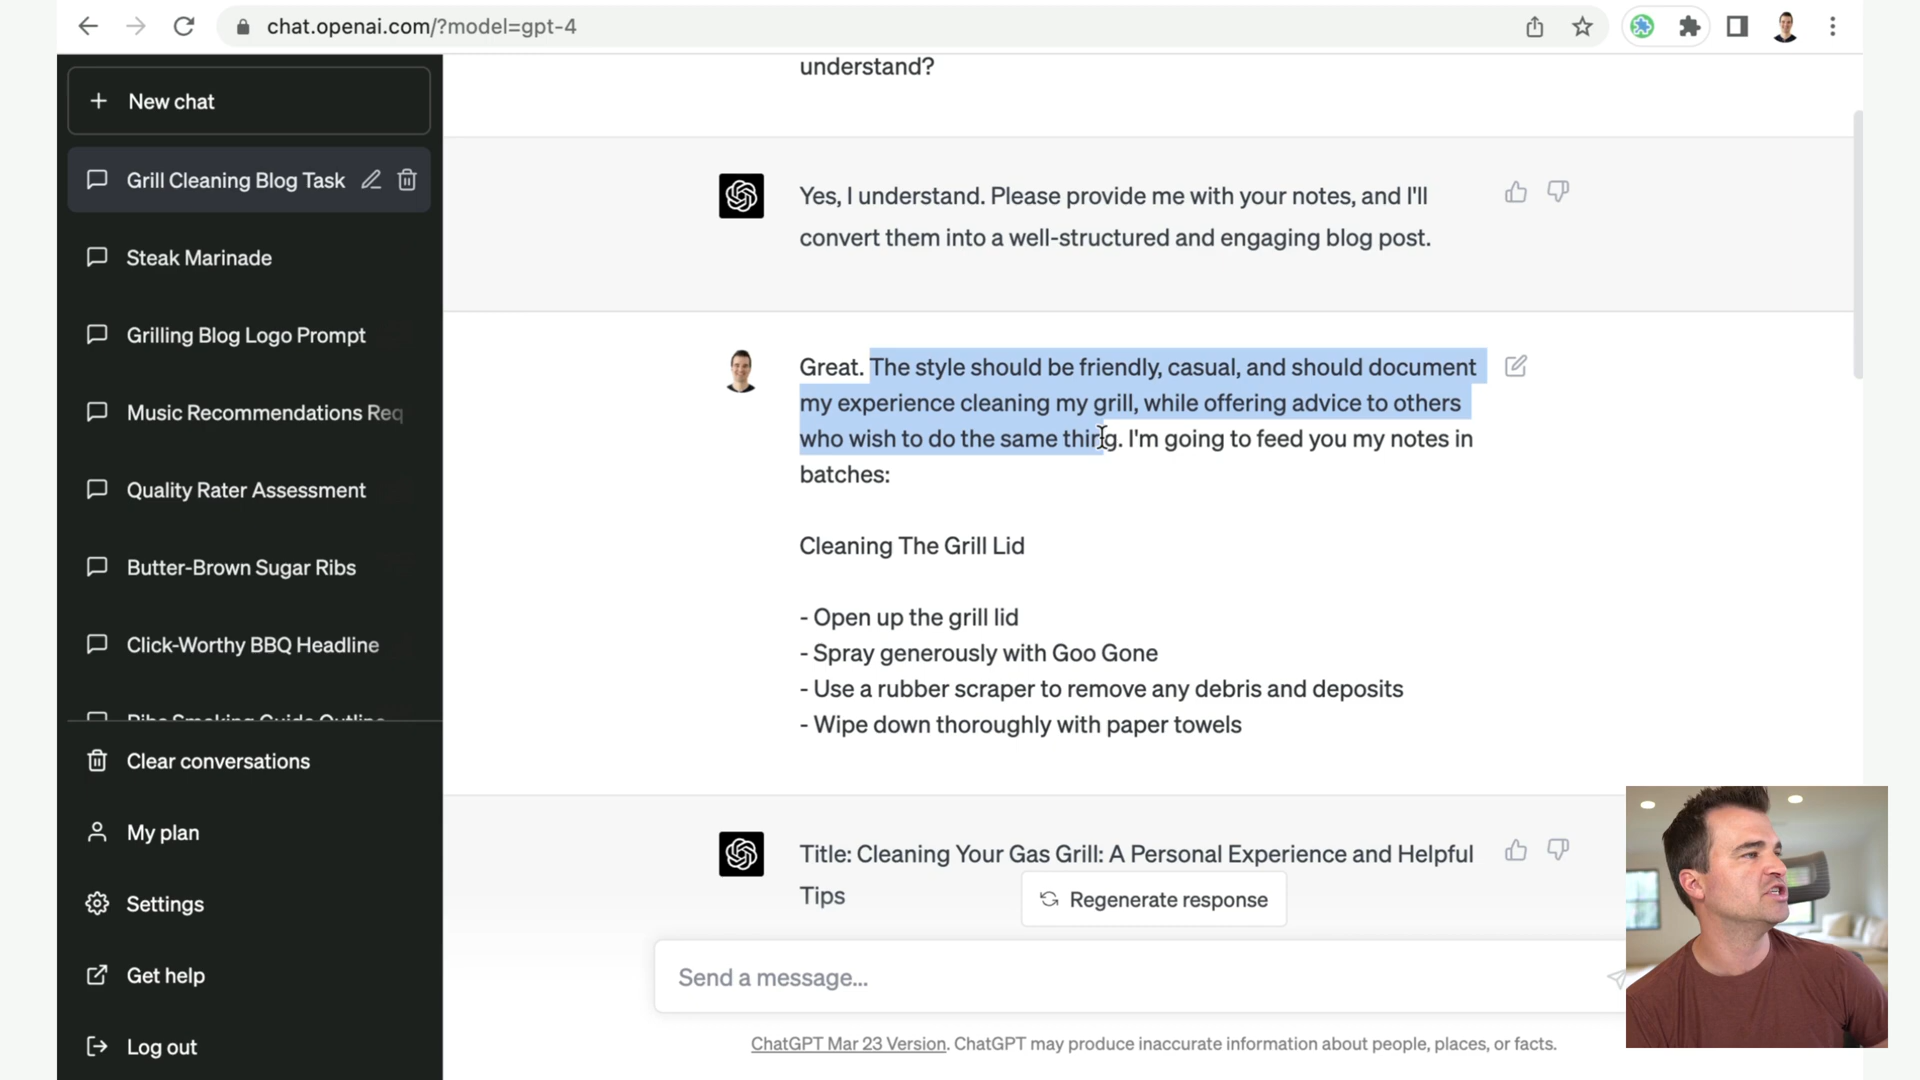 chat.openai.com/?model=gpt-4
New chat
Grill Cleaning Blog Task
Steak Marinade
Grilling Blog Logo Prompt
Music Recommendations Req
Quality Rater Assessment
Butter-Brown Sugar Ribs
Click-Worthy BBQ Headline
Ribs Smoking Guide Outline
Clear conversations
My plan
Settings
Get help
Log out
understand?
Yes, I understand. Please provide me with your notes, and I'll
convert them into a well-structured and engaging blog post.
Great. The style should be friendly, casual, and should document
my experience cleaning my grill, while offering advice to others
who wish to do the same thing. I'm going to feed you my notes in
batches:
Cleaning The Grill Lid
- Open up the grill lid
- Spray generously with Goo Gone
- Use a rubber scraper to remove any debris and deposits
- Wipe down thoroughly with paper towels
Title: Cleaning Your Gas Grill: A Personal Experience and Helpful
Tips
Regenerate response
Send a message...
ChatGPT Mar 23 Version. ChatGPT may produce inaccurate information about people, places, or facts.